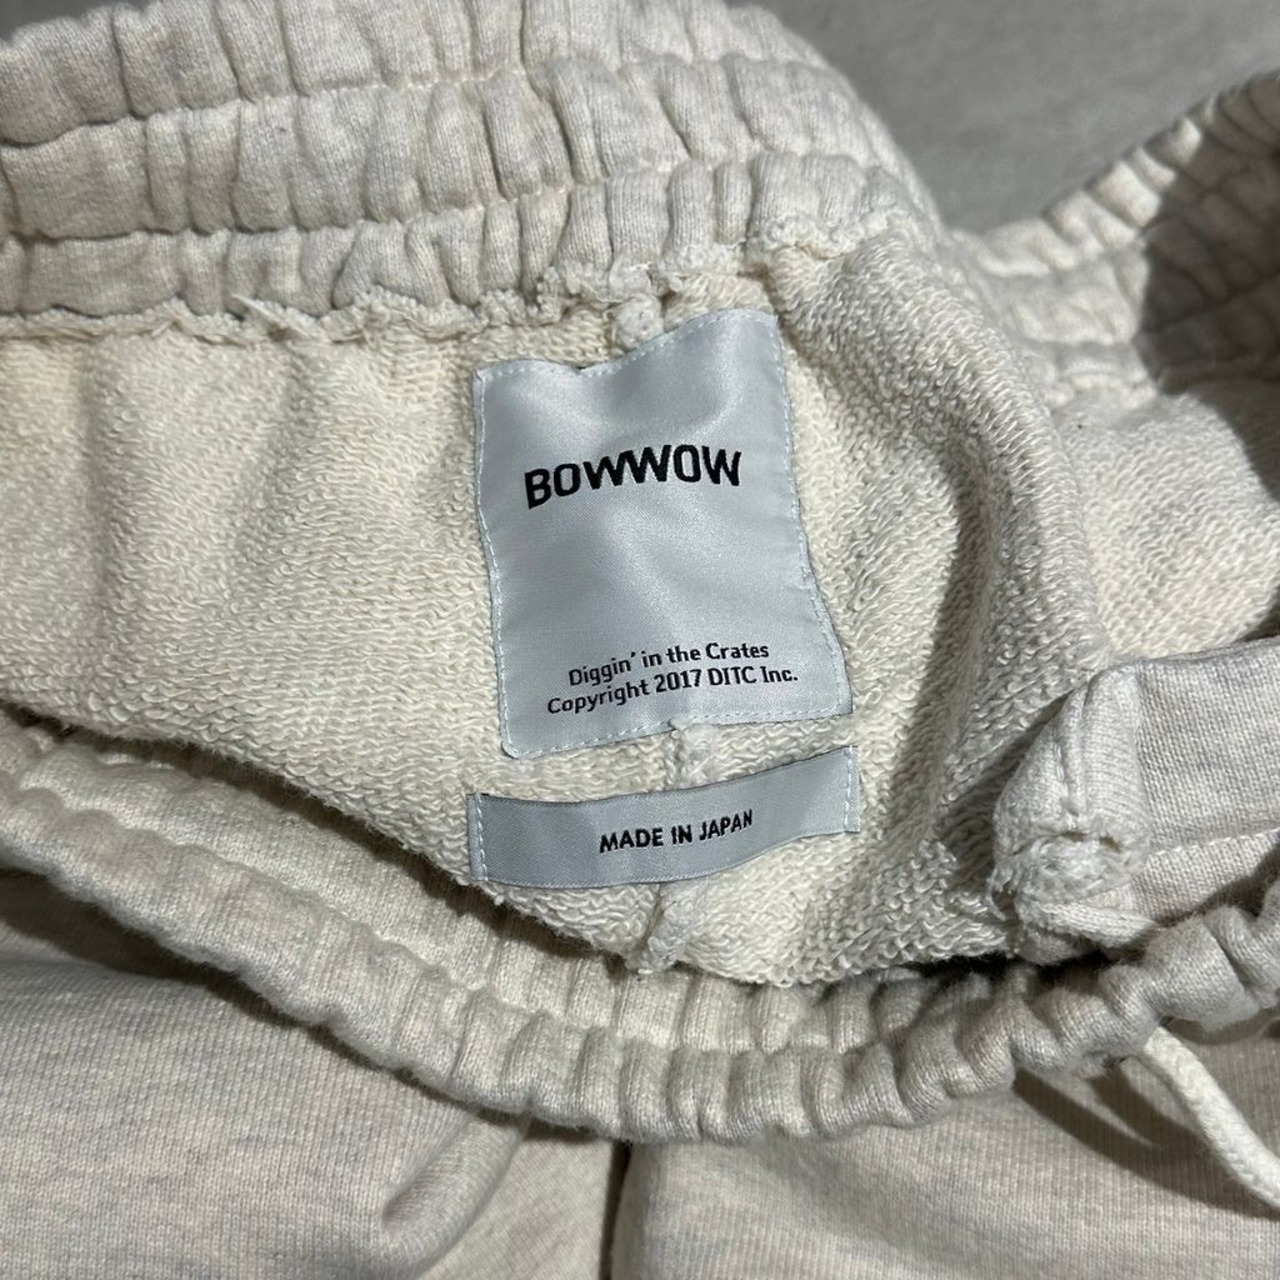 BOWWOW
Diggin' in the Crates
Copyright 2017 DITC Inc.
MADE IN JAPAN